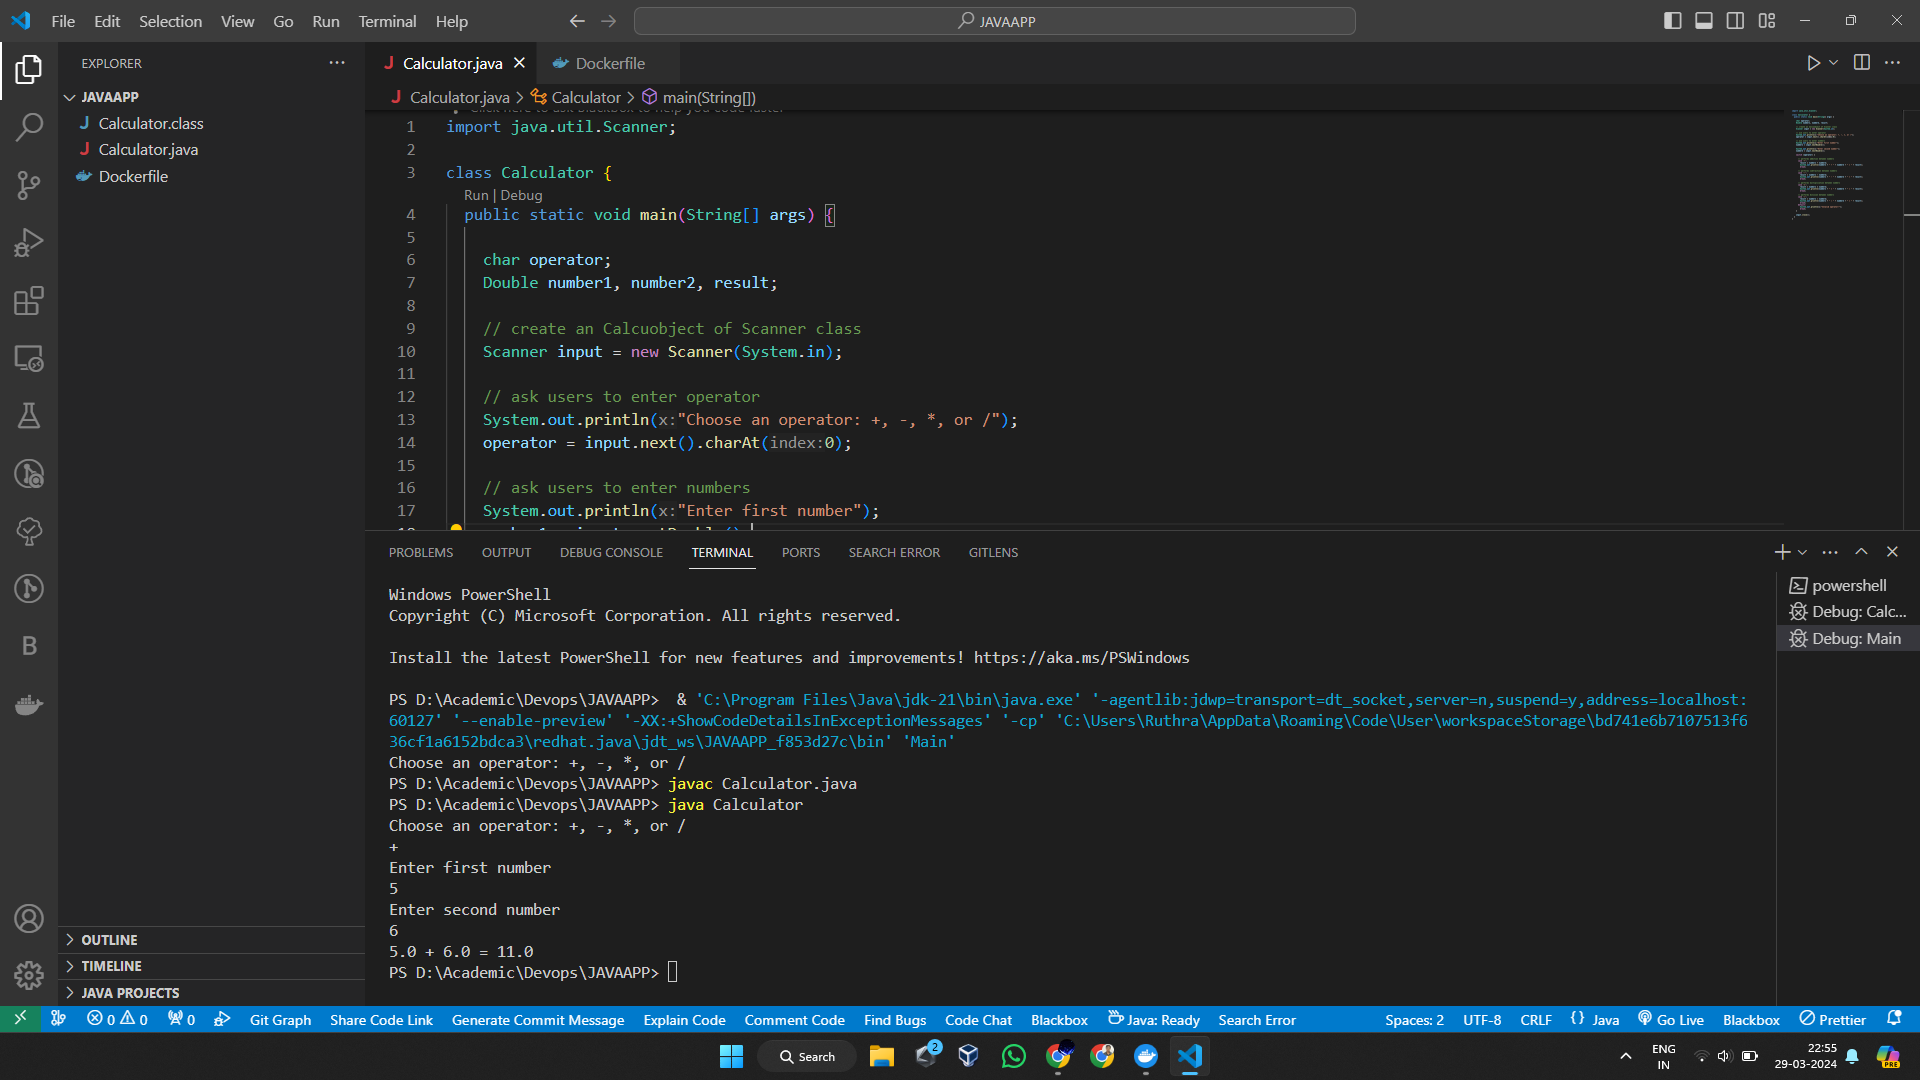 File Edit Selection View Go Run Terminal Help
JAVAAPP
EXPLORER
JAVAAPP
Calculator.class
Calculator.java
Dockerfile
OUTLINE
TIMELINE
JAVA PROJECTS
Calculator.java Dockerfile
Calculator.java > Calculator > main(String[])
1 import java.util.Scanner;
2
3 class Calculator {
Run | Debug
4 public static void main(String[] args) {
5
6 char operator;
7 Double number1, number2, result;
8
9 // create an Calcuobject of Scanner class
10 Scanner input = new Scanner(System.in);
11
12 // ask users to enter operator
13 System.out.println(x:"Choose an operator: +, -, *, or /");
14 operator = input.next().charAt(index:0);
15
16 // ask users to enter numbers
17 System.out.println(x:"Enter first number");
PROBLEMS OUTPUT DEBUG CONSOLE TERMINAL PORTS SEARCH ERROR GITLENS
Windows PowerShell
Copyright (C) Microsoft Corporation. All rights reserved.
Install the latest PowerShell for new features and improvements! https://aka.ms/PSWindows
PS D:\Academic\Devops\JAVAAPP>  & 'C:\Program Files\Java\jdk-21\bin\java.exe' '-agentlib:jdwp=transport=dt_socket,server=n,suspend=y,address=localhost:
60127' '--enable-preview' '-XX:+ShowCodeDetailsInExceptionMessages' '-cp' 'C:\Users\Ruthra\AppData\Roaming\Code\User\workspaceStorage\bd741e6b7107513f6
36cf1a6152bdca3\redhat.java\jdt_ws\JAVAAPP_f853d27c\bin' 'Main'
Choose an operator: +, -, *, or /
PS D:\Academic\Devops\JAVAAPP> javac Calculator.java
PS D:\Academic\Devops\JAVAAPP> java Calculator
Choose an operator: +, -, *, or /
+
Enter first number
5
Enter second number
6
5.0 + 6.0 = 11.0
PS D:\Academic\Devops\JAVAAPP>
powershell
Debug: Calc...
Debug: Main
0 0 0 Git Graph Share Code Link Generate Commit Message Explain Code Comment Code Find Bugs Code Chat Blackbox Java: Ready Search Error Spaces: 2 UTF-8 CRLF {} Java Go Live Blackbox Prettier
Search
2
ENG
IN
22:55
29-03-2024
PRE